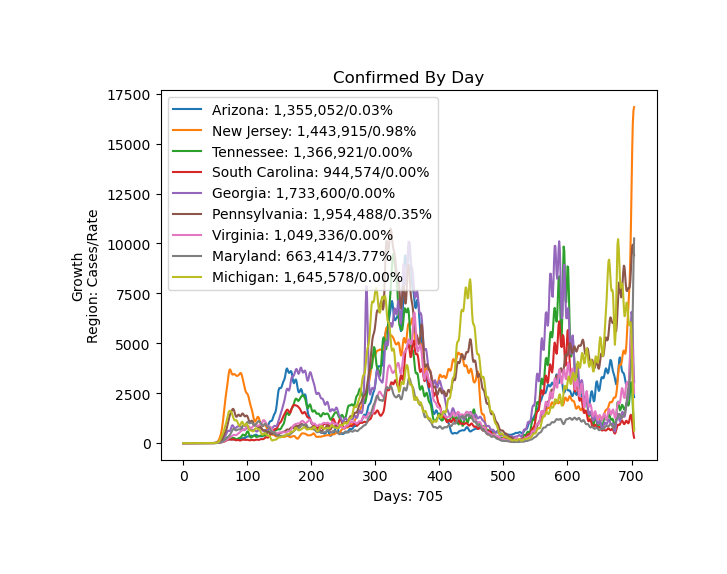 Confirmed By Day
17500
15000
12500
10000
7500
5000
2500
0
Growth
Region: Cases/Rate
Arizona: 1,355,052/0.03%
New Jersey: 1,443,915/0.98%
Tennessee: 1,366,921/0.00%
South Carolina: 944,574/0.00%
Georgia: 1,733,600/0.00%
Pennsylvania: 1,954,488/0.35%
Virginia: 1,049,336/0.00%
Maryland: 663,414/3.77%
Michigan: 1,645,578/0.00%
0 100 200 300 400 500 600 700
Days: 705